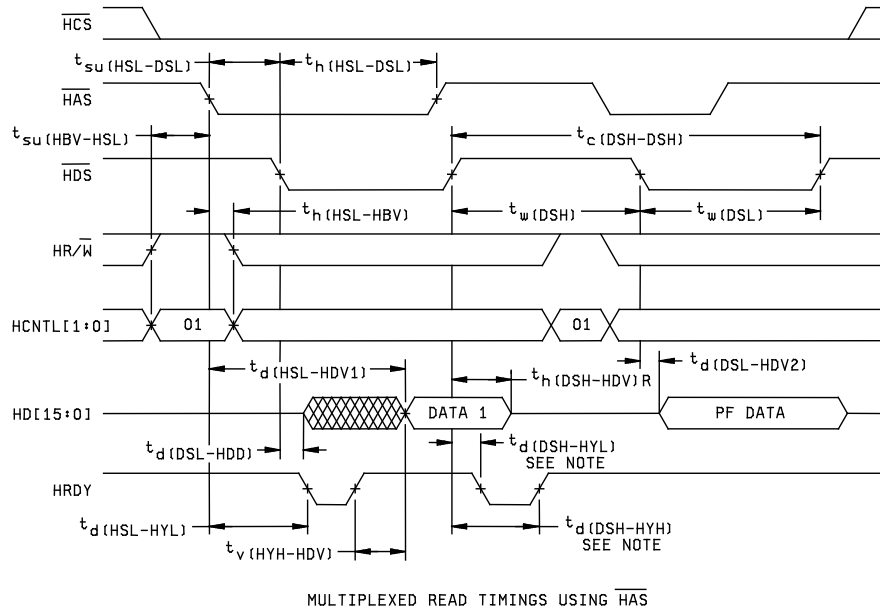 HCS
tsu(HSL-DSL) th(HSL-DSL)
HAS
tsu(HBV-HSL) tc(DSH-DSH)
HDS
th(HSL-HBV) tw(DSH) tw(DSL)
HR/W
HCNTL[1:0] 01 01
td(HSL-HDV1) th(DSH-HDV)R td(DSL-HDV2)
HD[15:0] DATA 1 PF DATA
td(DSL-HDD) td(DSH-HYL)
SEE NOTE
HRDY
td(HSL-HYL) td(DSH-HYH)
SEE NOTE
tv(HYH-HDV)
MULTIPLEXED READ TIMINGS USING HAS